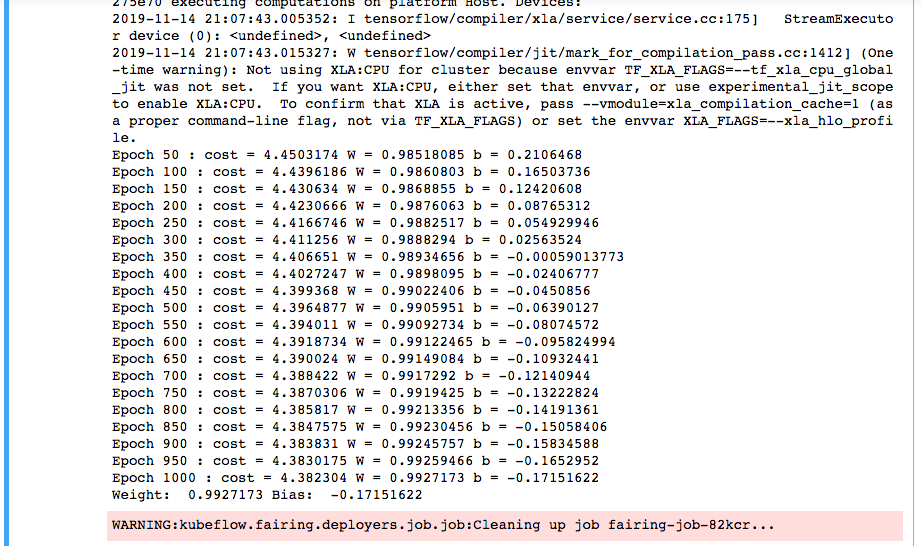 275e70 executing computations on platform Host. Devices:
2019-11-14 21:07:43.005352: I tensorflow/compiler/xla/service/service.cc:175]   StreamExecuto
r device (0): <undefined>, <undefined>
2019-11-14 21:07:43.015327: W tensorflow/compiler/jit/mark_for_compilation_pass.cc:1412] (One
-time warning): Not using XLA:CPU for cluster because envvar TF_XLA_FLAGS=--tf_xla_cpu_global
_jit was not set.  If you want XLA:CPU, either set that envvar, or use experimental_jit_scope
to enable XLA:CPU.  To confirm that XLA is active, pass --vmodule=xla_compilation_cache=1 (as
a proper command-line flag, not via TF_XLA_FLAGS) or set the envvar XLA_FLAGS=--xla_hlo_profi
le.
Epoch 50 : cost = 4.4503174 W = 0.98518085 b = 0.2106468
Epoch 100 : cost = 4.4396186 W = 0.9860803 b = 0.16503736
Epoch 150 : cost = 4.430634 W = 0.9868855 b = 0.12420608
Epoch 200 : cost = 4.4230666 W = 0.9876063 b = 0.08765312
Epoch 250 : cost = 4.4166746 W = 0.9882517 b = 0.054929946
Epoch 300 : cost = 4.411256 W = 0.9888294 b = 0.02563524
Epoch 350 : cost = 4.406651 W = 0.98934656 b = -0.00059013773
Epoch 400 : cost = 4.4027247 W = 0.9898095 b = -0.02406777
Epoch 450 : cost = 4.399368 W = 0.99022406 b = -0.0450856
Epoch 500 : cost = 4.3964877 W = 0.9905951 b = -0.06390127
Epoch 550 : cost = 4.394011 W = 0.99092734 b = -0.08074572
Epoch 600 : cost = 4.3918734 W = 0.99122465 b = -0.095824994
Epoch 650 : cost = 4.390024 W = 0.99149084 b = -0.10932441
Epoch 700 : cost = 4.388422 W = 0.9917292 b = -0.12140944
Epoch 750 : cost = 4.3870306 W = 0.9919425 b = -0.13222824
Epoch 800 : cost = 4.385817 W = 0.99213356 b = -0.14191361
Epoch 850 : cost = 4.3847575 W = 0.99230456 b = -0.15058406
Epoch 900 : cost = 4.383831 W = 0.99245757 b = -0.15834588
Epoch 950 : cost = 4.3830175 W = 0.99259466 b = -0.1652952
Epoch 1000 : cost = 4.382304 W = 0.9927173 b = -0.17151622
Weight:  0.9927173 Bias:  -0.17151622
WARNING:kubeflow.fairing.deployers.job.job:Cleaning up job fairing-job-82kcr...